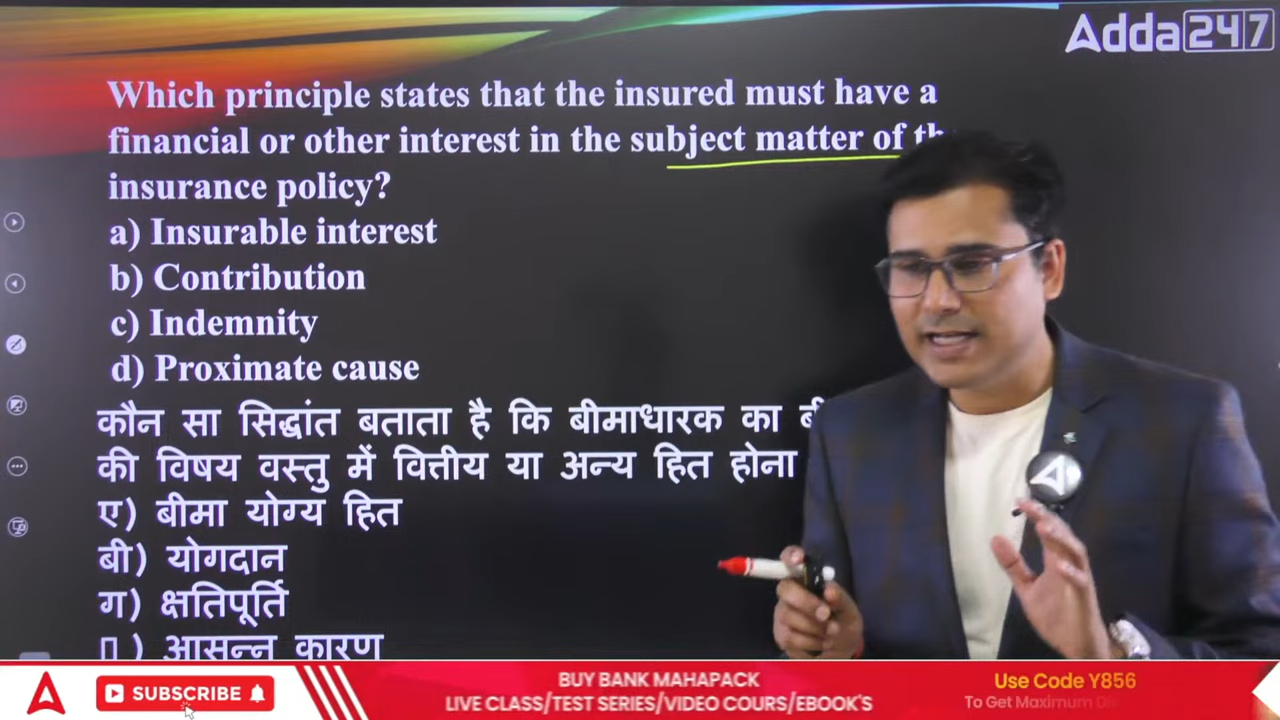 Adda247
Which principle states that the insured must have a
financial or other interest in the subject matter of
insurance policy?
a) Insurable interest
b) Contribution
c) Indemnity
d) Proximate cause
कौन सा सिद्धांत बताता है कि बीमाधारक का
की विषय वस्तु में वित्तीय या अन्य हित होना
ए) बीमा योग्य हित
बी) योगदान
ग) क्षतिपूर्ति
) आसन्न कारण
SUBSCRIBE
BUY BANK MAHAPACK
LIVE CLASS/TEST SERIES/VIDEO COURS/EBOOK'S
Use Code Y856
To Get Maximum